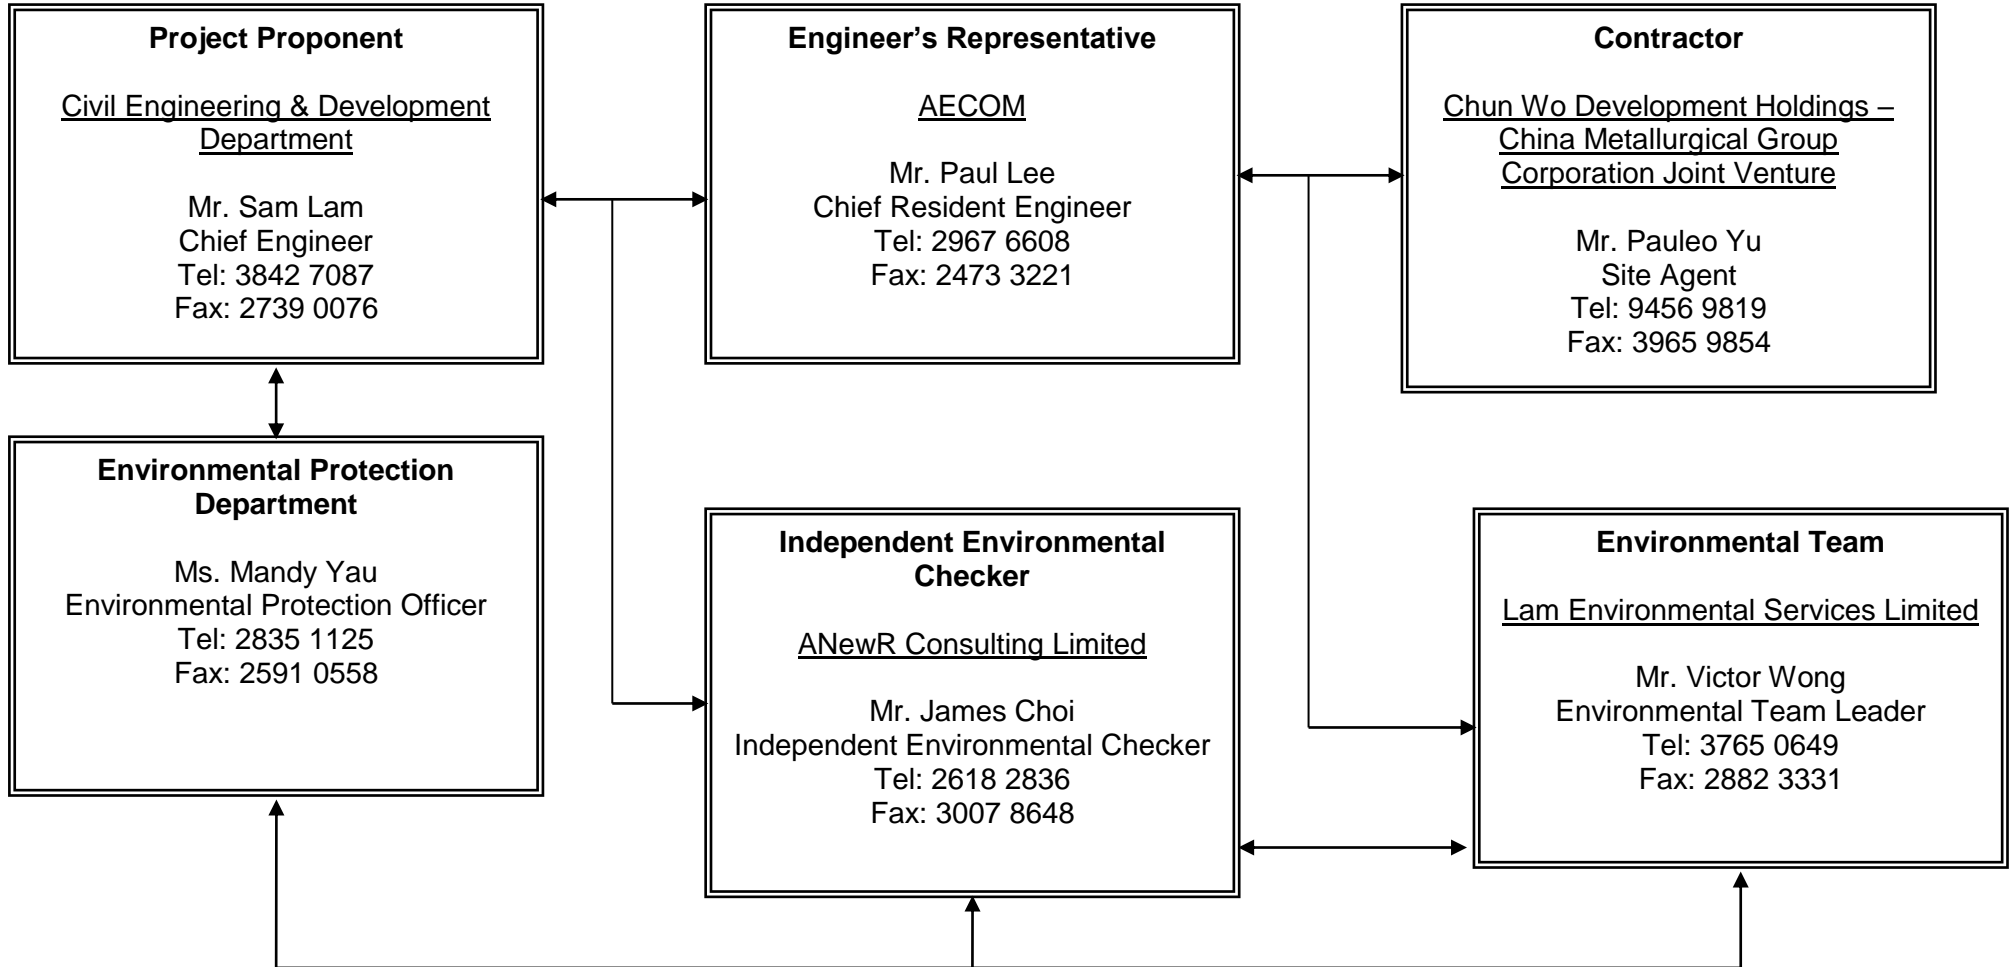 Project Proponent
Civil Engineering & Development
Department
Mr. Sam Lam
Chief Engineer
Tel: 3842 7087
Fax: 2739 0076
Engineer’s Representative
AECOM
Mr. Paul Lee
Chief Resident Engineer
Tel: 2967 6608
Fax: 2473 3221
Contractor
Chun Wo Development Holdings –
China Metallurgical Group
Corporation Joint Venture
Mr. Pauleo Yu
Site Agent
Tel: 9456 9819
Fax: 3965 9854
Environmental Protection
Department
Ms. Mandy Yau
Environmental Protection Officer
Tel: 2835 1125
Fax: 2591 0558
Independent Environmental
Checker
ANewR Consulting Limited
Mr. James Choi
Independent Environmental Checker
Tel: 2618 2836
Fax: 3007 8648
Environmental Team
Lam Environmental Services Limited
Mr. Victor Wong
Environmental Team Leader
Tel: 3765 0649
Fax: 2882 3331